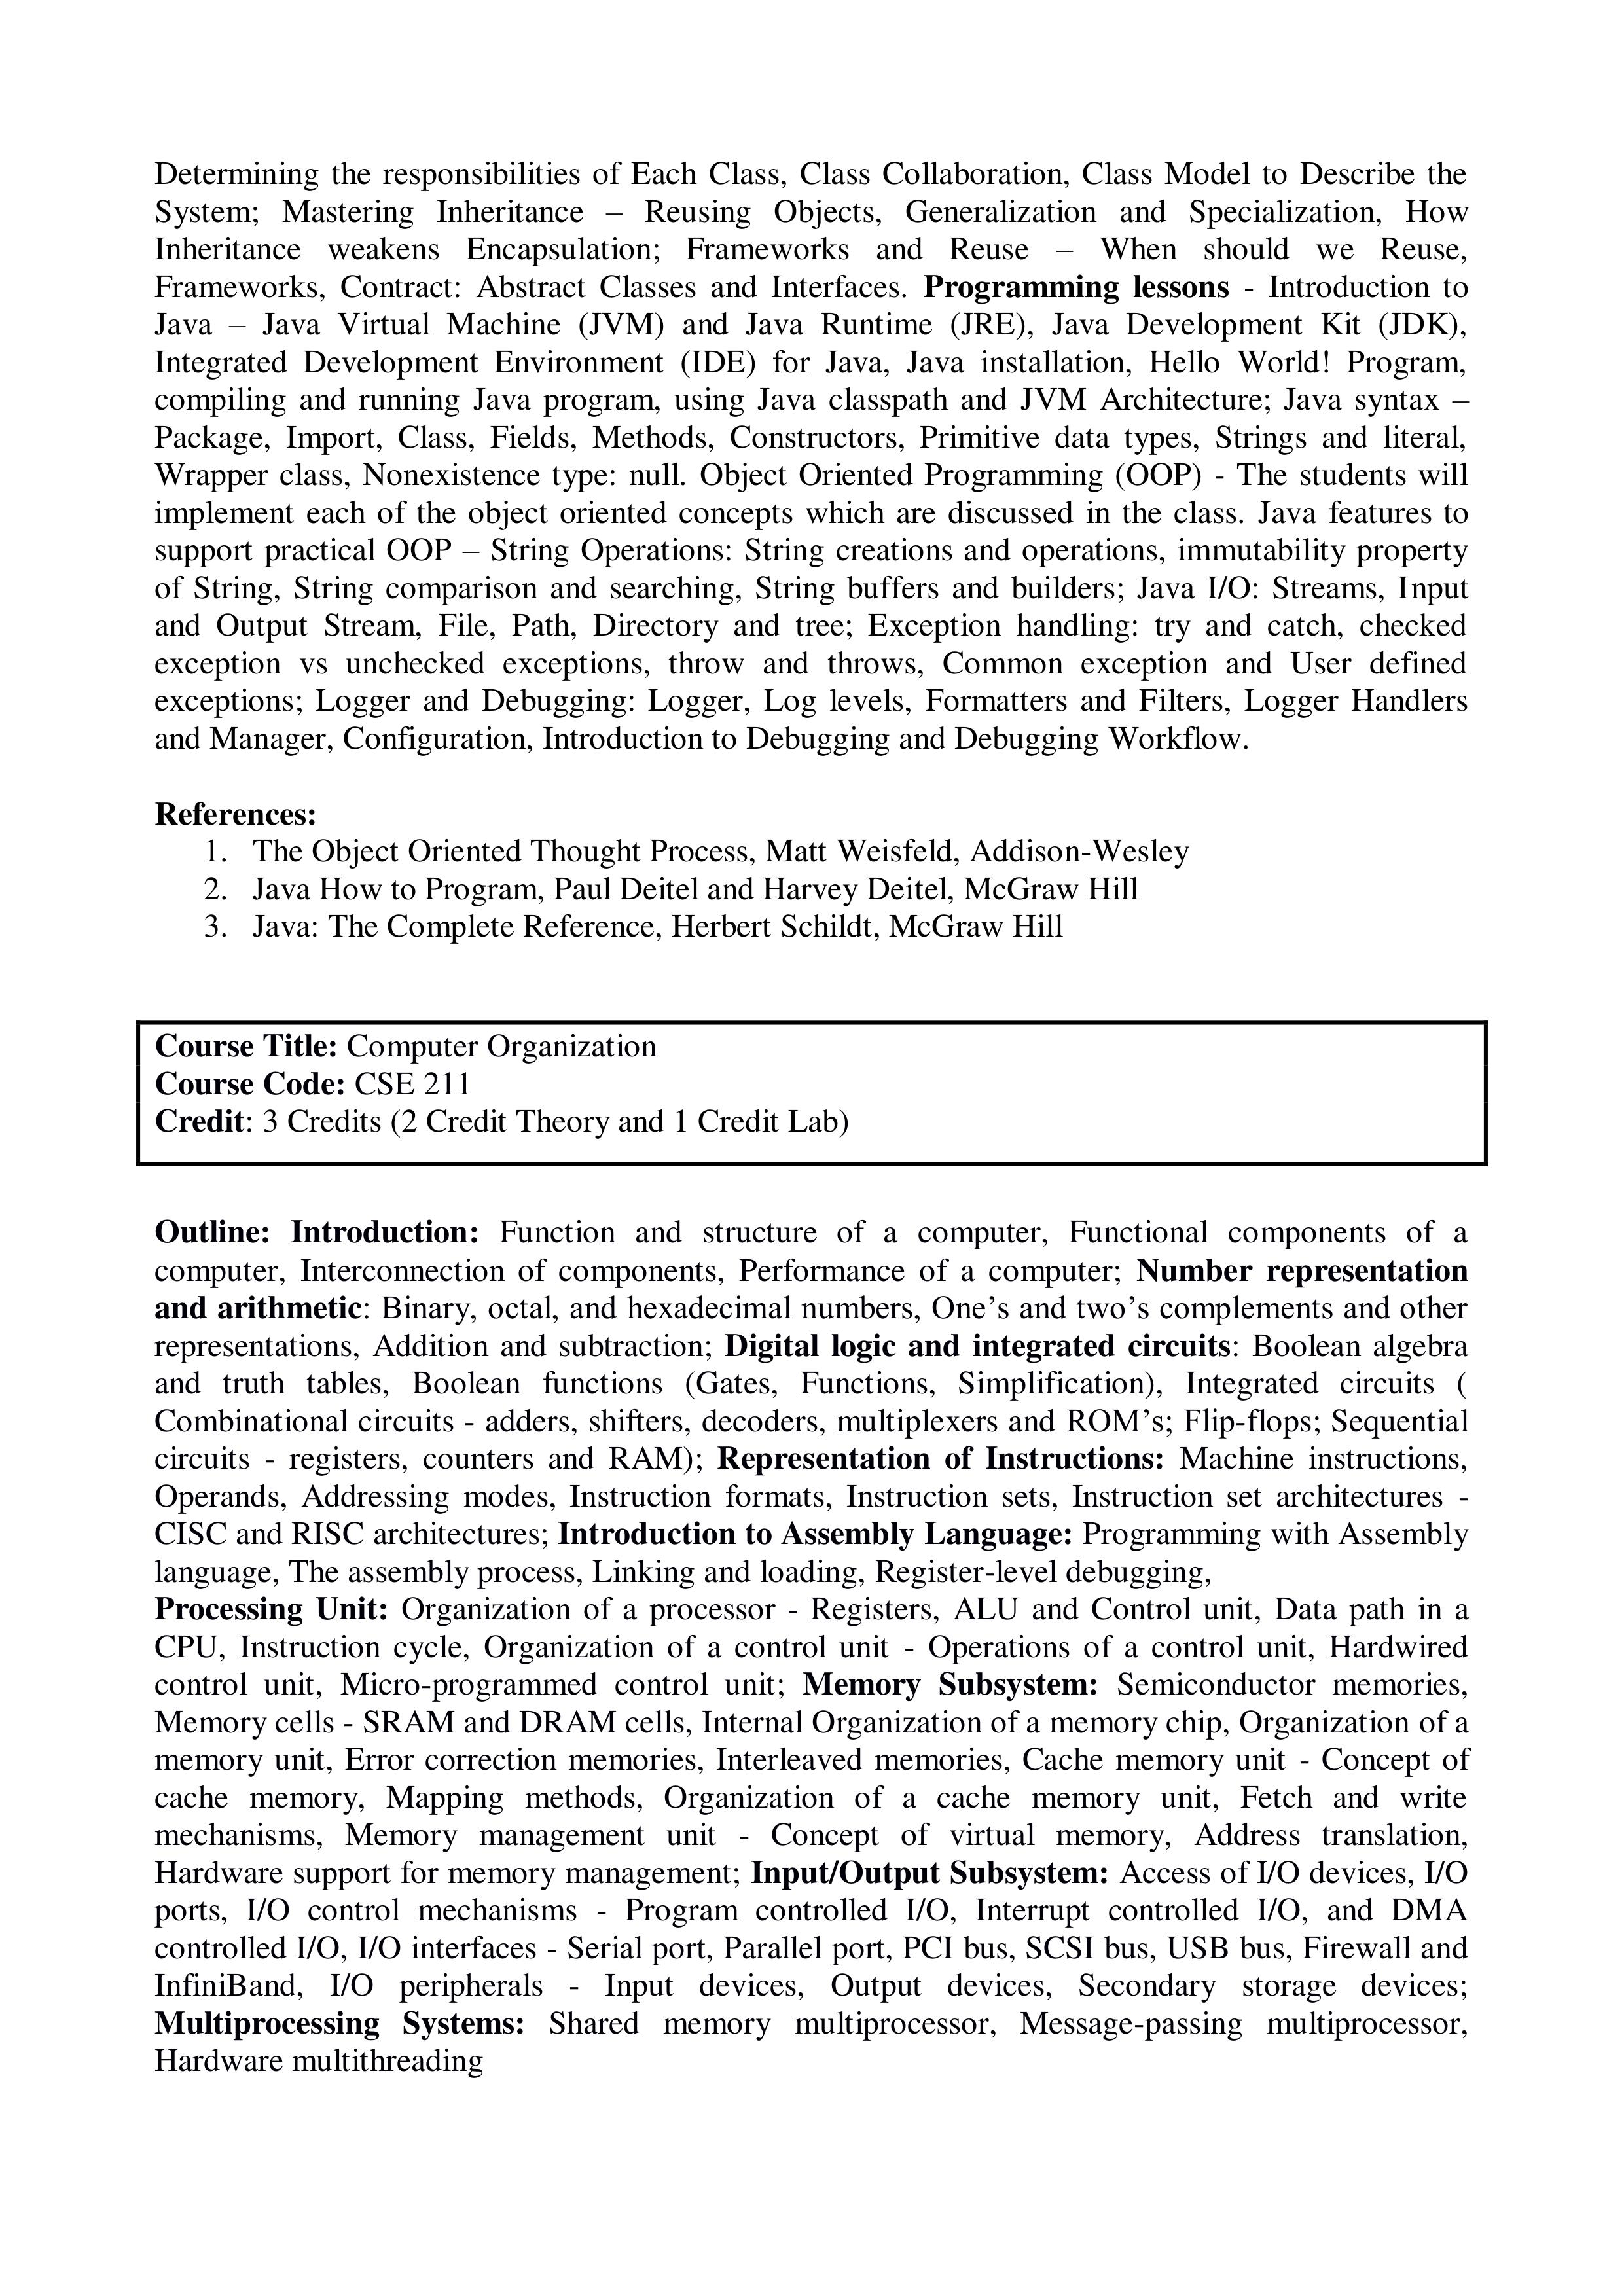 Determining the responsibilities of Each Class, Class Collaboration, Class Model to Describe the
System; Mastering Inheritance – Reusing Objects, Generalization and Specialization, How
Inheritance weakens Encapsulation; Frameworks and Reuse – When should we Reuse,
Frameworks, Contract: Abstract Classes and Interfaces. Programming lessons - Introduction to
Java – Java Virtual Machine (JVM) and Java Runtime (JRE), Java Development Kit (JDK),
Integrated Development Environment (IDE) for Java, Java installation, Hello World! Program,
compiling and running Java program, using Java classpath and JVM Architecture; Java syntax –
Package, Import, Class, Fields, Methods, Constructors, Primitive data types, Strings and literal,
Wrapper class, Nonexistence type: null. Object Oriented Programming (OOP) - The students will
implement each of the object oriented concepts which are discussed in the class. Java features to
support practical OOP – String Operations: String creations and operations, immutability property
of String, String comparison and searching, String buffers and builders; Java I/O: Streams, Input
and Output Stream, File, Path, Directory and tree; Exception handling: try and catch, checked
exception vs unchecked exceptions, throw and throws, Common exception and User defined
exceptions; Logger and Debugging: Logger, Log levels, Formatters and Filters, Logger Handlers
and Manager, Configuration, Introduction to Debugging and Debugging Workflow.
References:
1. The Object Oriented Thought Process, Matt Weisfeld, Addison-Wesley
2. Java How to Program, Paul Deitel and Harvey Deitel, McGraw Hill
3. Java: The Complete Reference, Herbert Schildt, McGraw Hill
Course Title: Computer Organization
Course Code: CSE 211
Credit: 3 Credits (2 Credit Theory and 1 Credit Lab)
Outline: Introduction: Function and structure of a computer, Functional components of a
computer, Interconnection of components, Performance of a computer; Number representation
and arithmetic: Binary, octal, and hexadecimal numbers, One’s and two’s complements and other
representations, Addition and subtraction; Digital logic and integrated circuits: Boolean algebra
and truth tables, Boolean functions (Gates, Functions, Simplification), Integrated circuits (
Combinational circuits - adders, shifters, decoders, multiplexers and ROM’s; Flip-flops; Sequential
circuits - registers, counters and RAM); Representation of Instructions: Machine instructions,
Operands, Addressing modes, Instruction formats, Instruction sets, Instruction set architectures -
CISC and RISC architectures; Introduction to Assembly Language: Programming with Assembly
language, The assembly process, Linking and loading, Register-level debugging,
Processing Unit: Organization of a processor - Registers, ALU and Control unit, Data path in a
CPU, Instruction cycle, Organization of a control unit - Operations of a control unit, Hardwired
control unit, Micro-programmed control unit; Memory Subsystem: Semiconductor memories,
Memory cells - SRAM and DRAM cells, Internal Organization of a memory chip, Organization of a
memory unit, Error correction memories, Interleaved memories, Cache memory unit - Concept of
cache memory, Mapping methods, Organization of a cache memory unit, Fetch and write
mechanisms, Memory management unit - Concept of virtual memory, Address translation,
Hardware support for memory management; Input/Output Subsystem: Access of I/O devices, I/O
ports, I/O control mechanisms - Program controlled I/O, Interrupt controlled I/O, and DMA
controlled I/O, I/O interfaces - Serial port, Parallel port, PCI bus, SCSI bus, USB bus, Firewall and
InfiniBand, I/O peripherals - Input devices, Output devices, Secondary storage devices;
Multiprocessing Systems: Shared memory multiprocessor, Message-passing multiprocessor,
Hardware multithreading